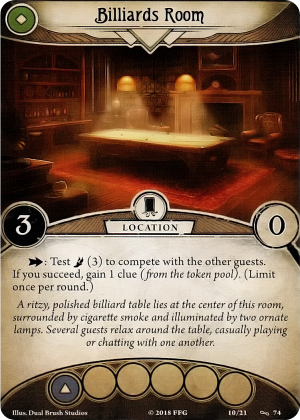 Billiards Room
3
LOCATION
0
: Test (3) to compete with the other guests.
If you succeed, gain 1 clue (from the token pool). (Limit
once per round.)
A ritzy, polished billiard table lies at the center of this room,
surrounded by cigarette smoke and illuminated by two ornate
lamps. Several guests relax around the table, casually playing
or chatting with one another.
Illus. Dual Brush Studios
© 2018 FFG
10/21
74